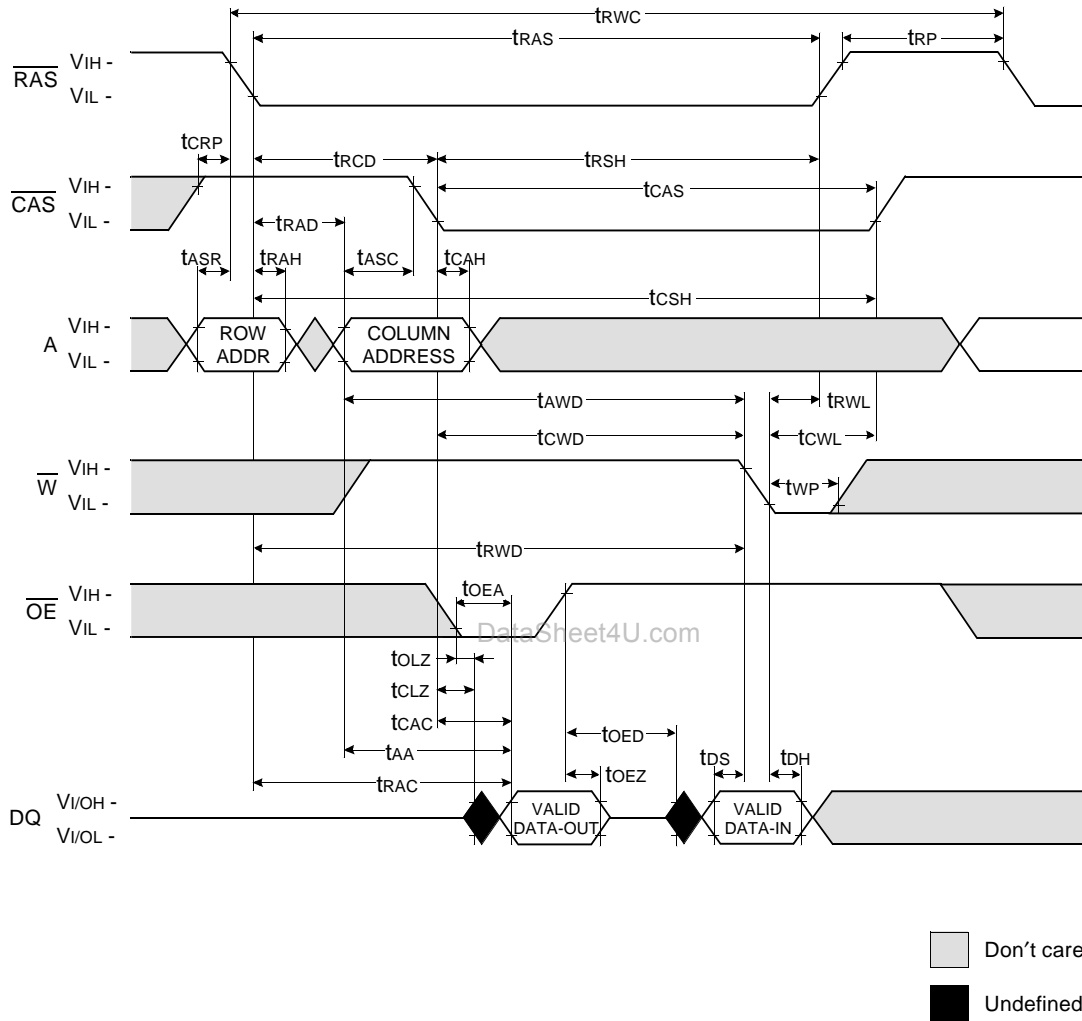 tRWC
tRAS
tRP
RAS
VIH -
VIL -
tCRP
tRCD
tRSH
CAS
VIH -
VIL -
tCAS
tRAD
tASR
tRAH
tASC
tCAH
tCSH
A
VIH -
VIL -
ROW
ADDR
COLUMN
ADDRESS
tAWD
tRWL
tCWD
tCWL
W
VIH -
VIL -
tWP
tRWD
OE
VIH -
VIL -
tOEA
DataSheet4U.com
tOLZ
tCLZ
tCAC
tOED
tAA
tOEZ
tDS
tDH
tRAC
DQ
VI/OH -
VI/OL -
VALID
DATA-OUT
VALID
DATA-IN
Don't care
Undefined